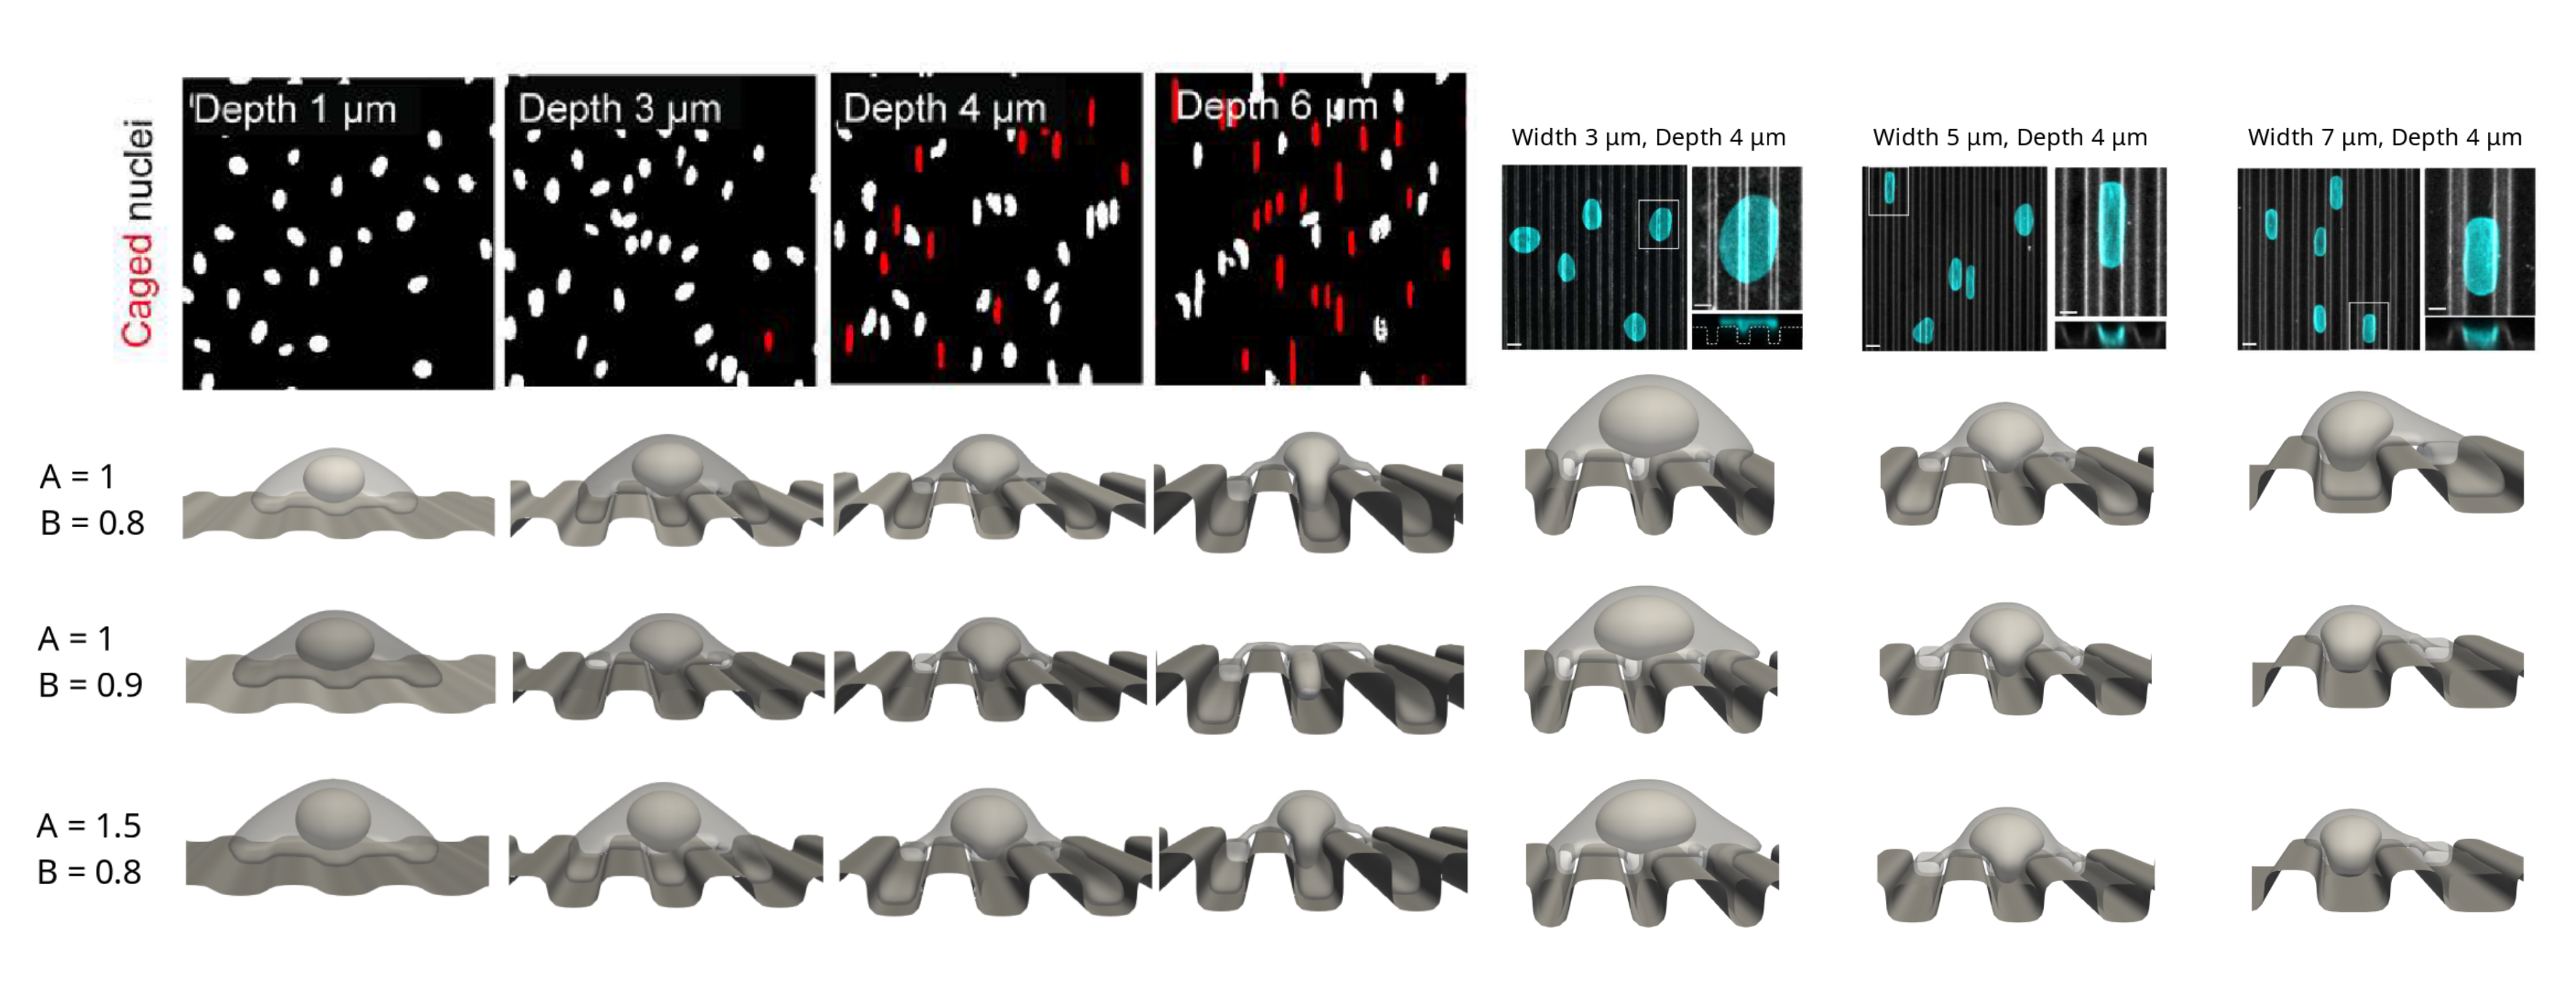 Caged nuclei
'Depth 1 µm
Depth 3 µm
Depth 4 µm
Depth 6 µm
Width 3 µm, Depth 4 µm
Width 5 µm, Depth 4 µm
Width 7 µm, Depth 4 µm
A = 1
B = 0.8
A = 1
B = 0.9
A = 1.5
B = 0.8